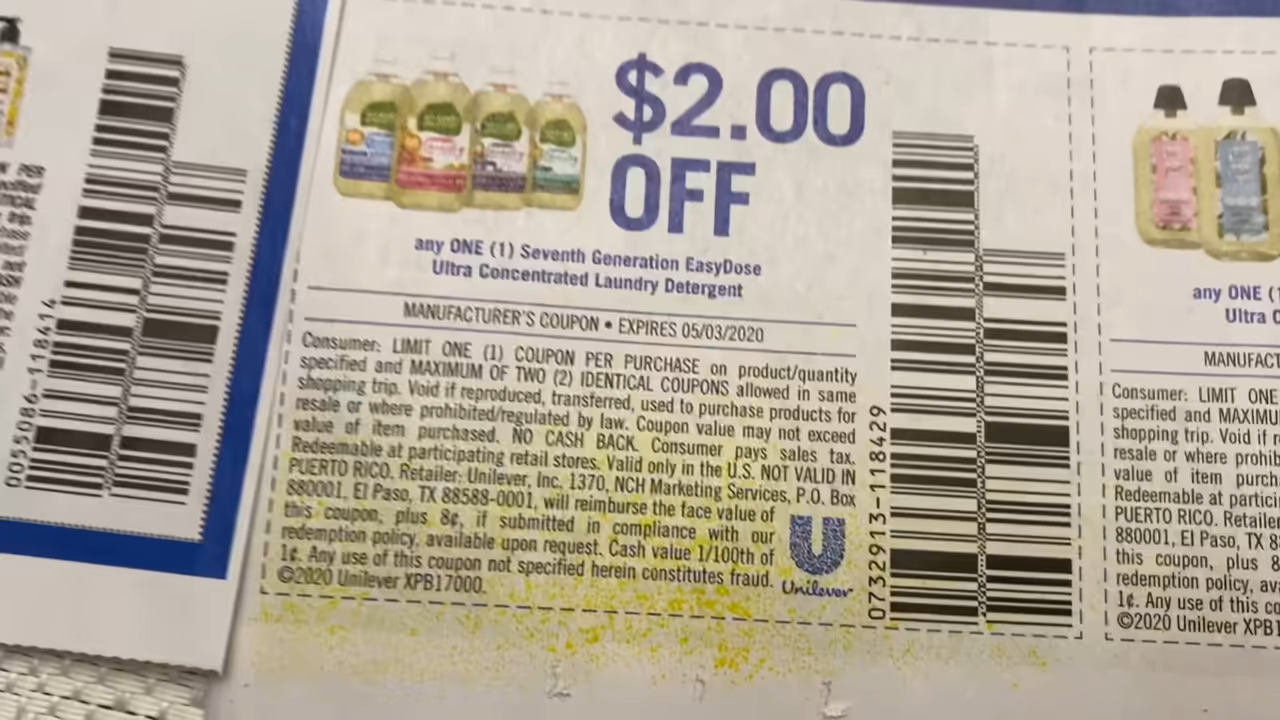 $2.00
OFF
any ONE (1) Seventh Generation EasyDose
Ultra Concentrated Laundry Detergent
MANUFACTURER'S COUPON • EXPIRES 05/03/2020
Consumer: LIMIT ONE (1) COUPON PER PURCHASE on product/quantity
specified and MAXIMUM OF TWO (2) IDENTICAL COUPONS allowed in same
shopping trip. Void if reproduced, transferred, used to purchase products for
resale or where prohibited/regulated by law. Coupon value may not exceed
value of item purchased. NO CASH BACK. Consumer pays sales tax.
Redeemable at participating retail stores. Valid only in the U.S. NOT VALID IN
PUERTO RICO. Retailer: Unilever, Inc. 1370, NCH Marketing Services, P.O. Box
880001, El Paso, TX 88588-0001, will reimburse the face value of
this coupon, plus 8¢, if submitted in compliance with our
redemption policy, available upon request. Cash value 1/100th of
1¢. Any use of this coupon not specified herein constitutes fraud.
©2020 Unilever XPB17000.
Unilever
07332913-118429
0055086-118414
any ONE (1
Ultra C
MANUFACT
Consumer: LIMIT ONE
specified and MAXIMU
shopping trip. Void if r
resale or where prohib
value of item purch
Redeemable at partici
PUERTO RICO. Retailer
880001, El Paso, TX 8
this coupon, plus 8
redemption policy, ava
1¢. Any use of this co
©2020 Unilever XPB1